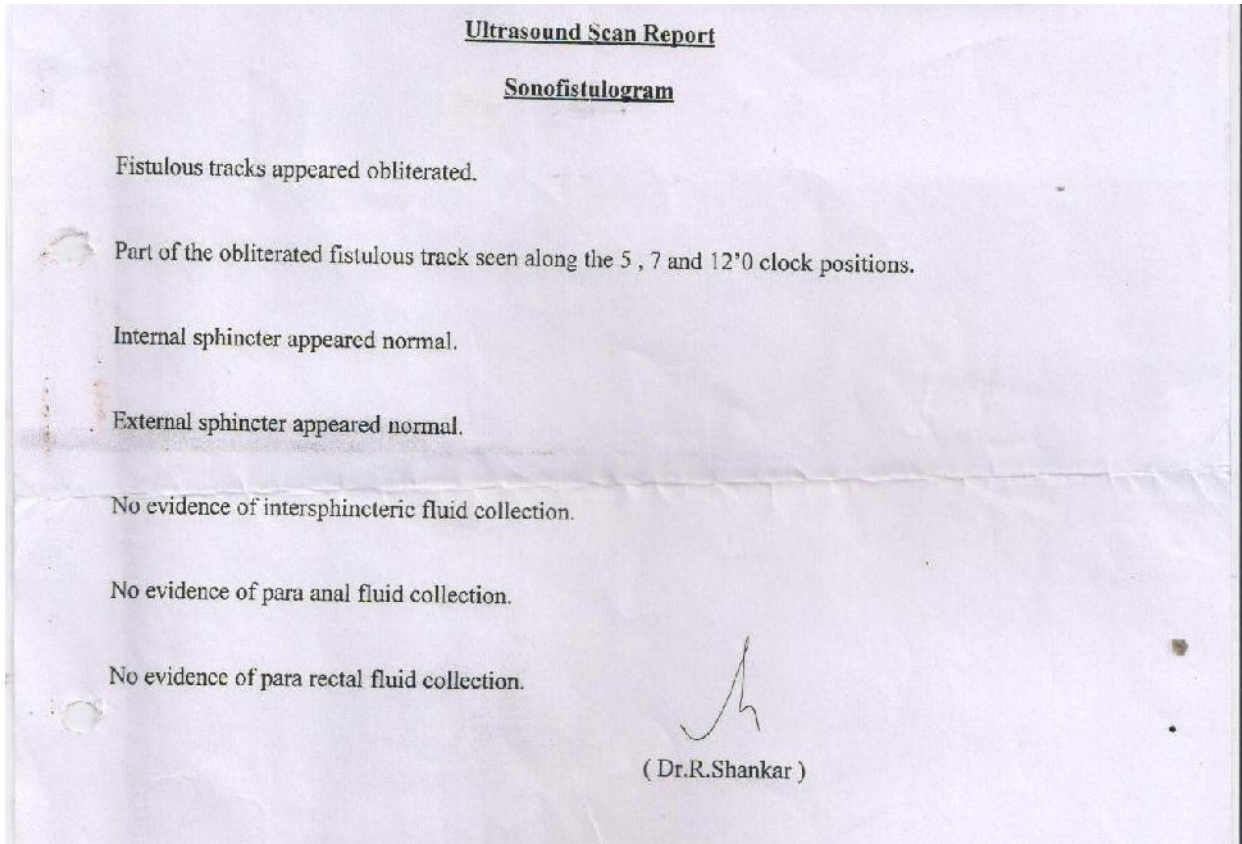 Ultrasound Scan Report
Sonofistulogram
Fistulous tracks appeared obliterated.
Part of the obliterated fistulous track seen along the 5 , 7 and 12'0 clock positions.
Internal sphincter appeared normal.
External sphincter appeared normal.
No evidence of intersphincteric fluid collection.
No evidence of para anal fluid collection.
No evidence of para rectal fluid collection.
( Dr.R.Shankar )